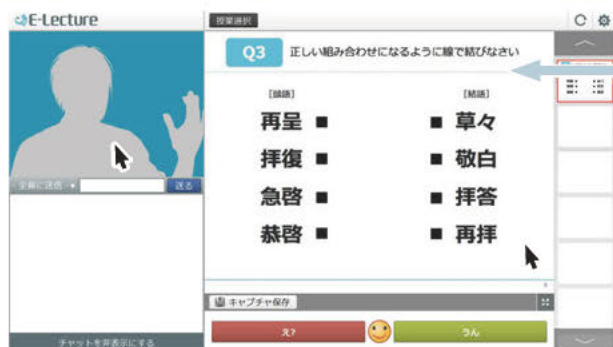 E-Lecture
授業選択
Q3 正しい組み合わせになるように線で結びなさい
[頭語] [結語]
再呈 ■ ■ 草々
拝復 ■ ■ 敬白
急啓 ■ ■ 拝答
恭啓 ■ ■ 再拝
全員に送信 送る
キャプチャ保存
え? うん
チャットを非表示にする